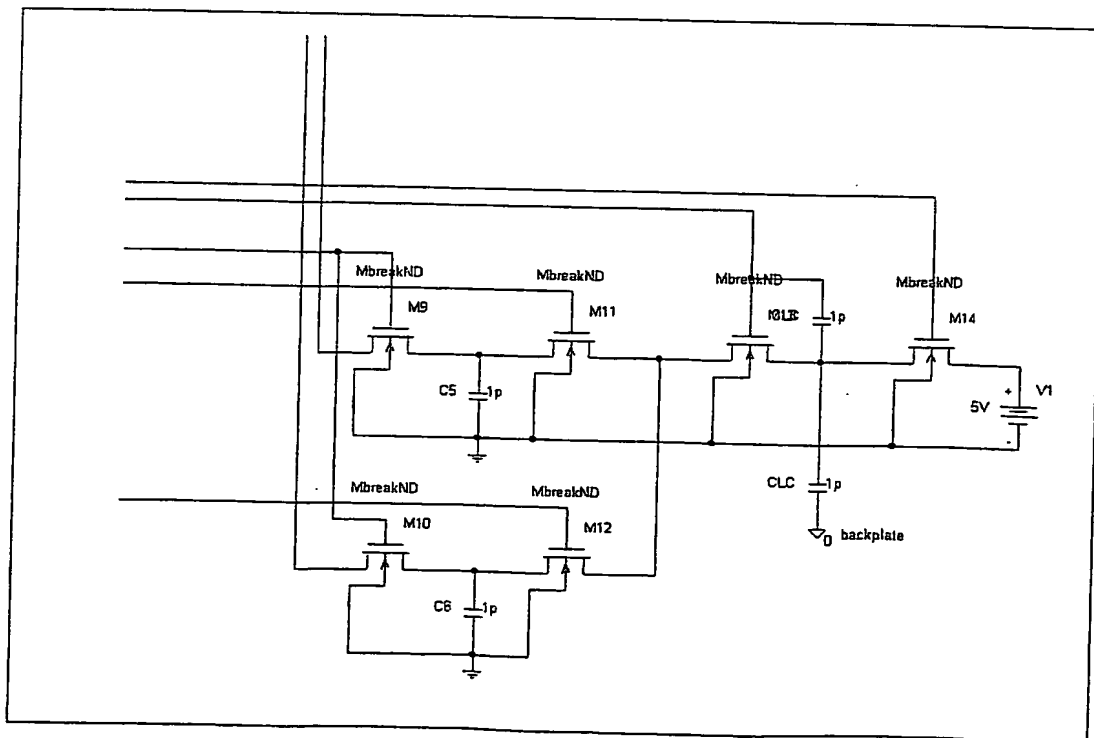 MbreakND
MbreakND
MbreakND
MbreakND
M9
M11
1p
M14
C5
1p
5V
+
V1
-
MbreakND
MbreakND
CLC
1p
M10
M12
0 backplate
C6
1p